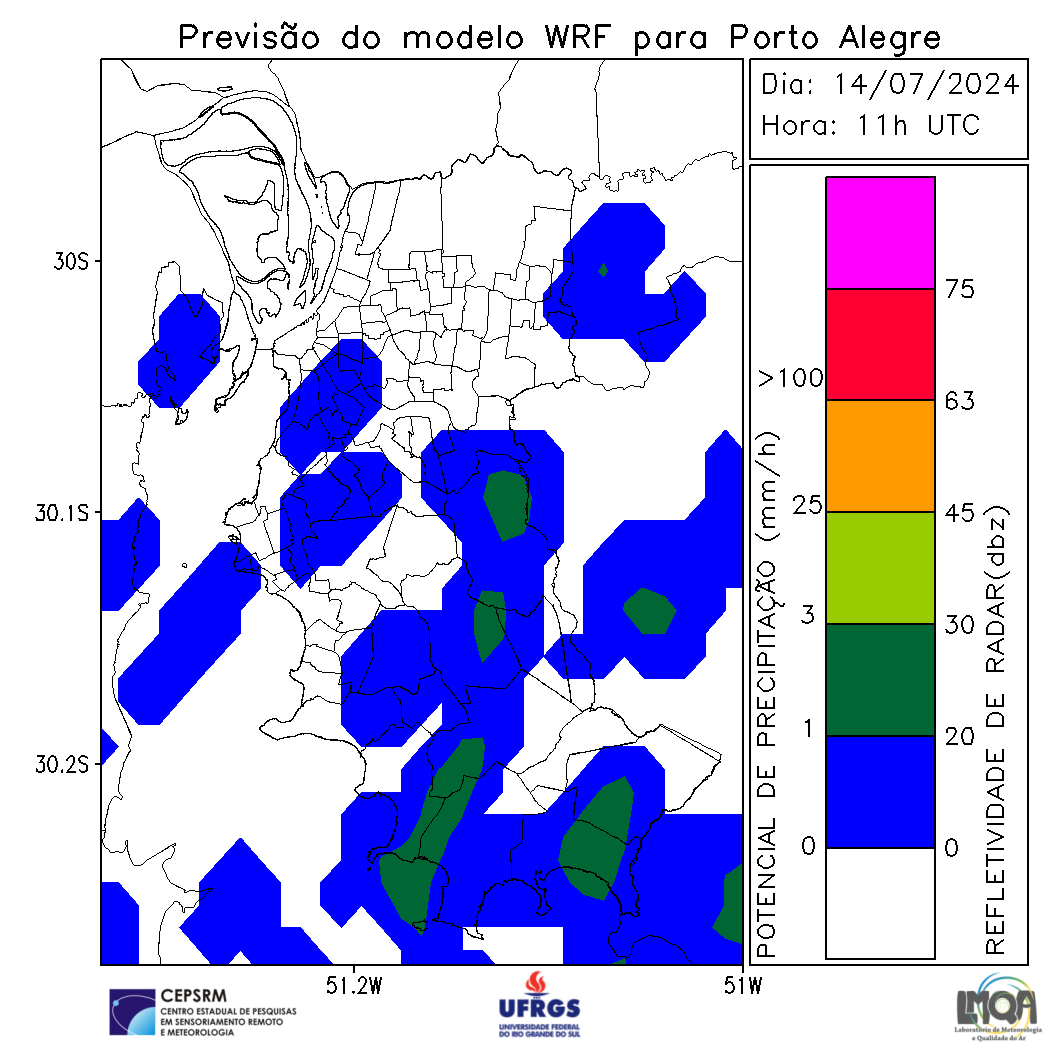 Previsão do modelo WRF para Porto Alegre
Dia: 14/07/2024
Hora: 11h UTC
30S
30.1S
30.2S
51.2W
51W
POTENCIAL DE PRECIPITAÇÃO (mm/h)
>100
25
3
1
0
75
63
45
30
20
0
REFLETIVIDADE DE RADAR(dbz)
CEPSRM
CENTRO ESTADUAL DE PESQUISAS
EM SENSORIAMENTO REMOTO
E METEOROLOGIA
UFRGS
UNIVERSIDADE FEDERAL
DO RIO GRANDE DO SUL
LMQA
Laboratório de Meteorologia
e Qualidade do Ar